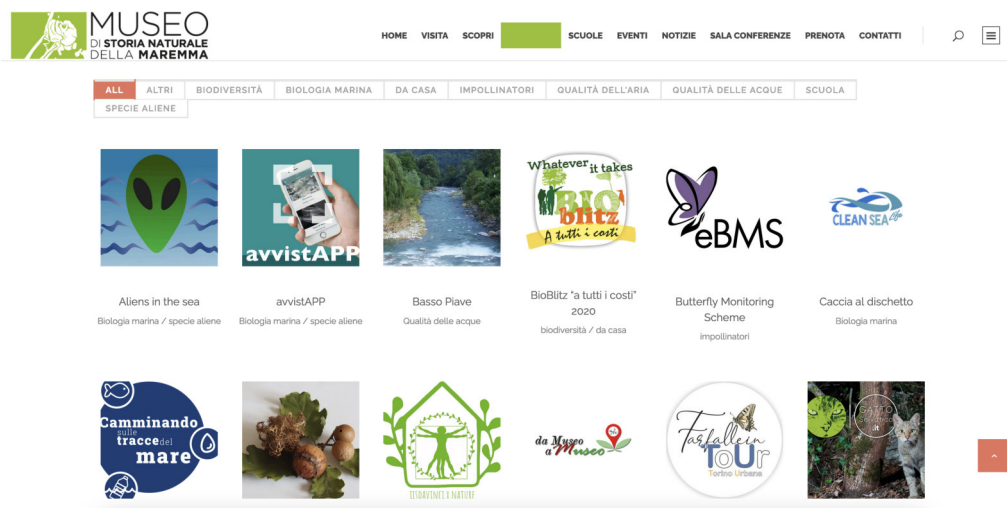 MUSEO
DI STORIA NATURALE
DELLA MAREMMA
HOME VISITA SCOPRI SCUOLE EVENTI NOTIZIE SALA CONFERENZE PRENOTA CONTATTI
ALL ALTRI BIODIVERSITÀ BIOLOGIA MARINA DA CASA IMPOLLINATORI QUALITÀ DELL'ARIA QUALITÀ DELLE ACQUE SCUOLA
SPECIE ALIENE
avvistAPP
Whatever it takes
BIO
blitz
A tutti i costi
eBMS
CLEAN SEA life
Aliens in the sea
Biologia marina / specie aliene
avvistAPP
Biologia marina / specie aliene
Basso Piave
Qualità delle acque
BioBlitz "a tutti i costi"
2020
biodiversità / da casa
Butterfly Monitoring
Scheme
impollinatori
Caccia al dischetto
Biologia marina
Camminando
sulle
tracce del
mare
da Museo
a Museo
Farfalle in
TOUr
Torino Urbana
GATTO
.it